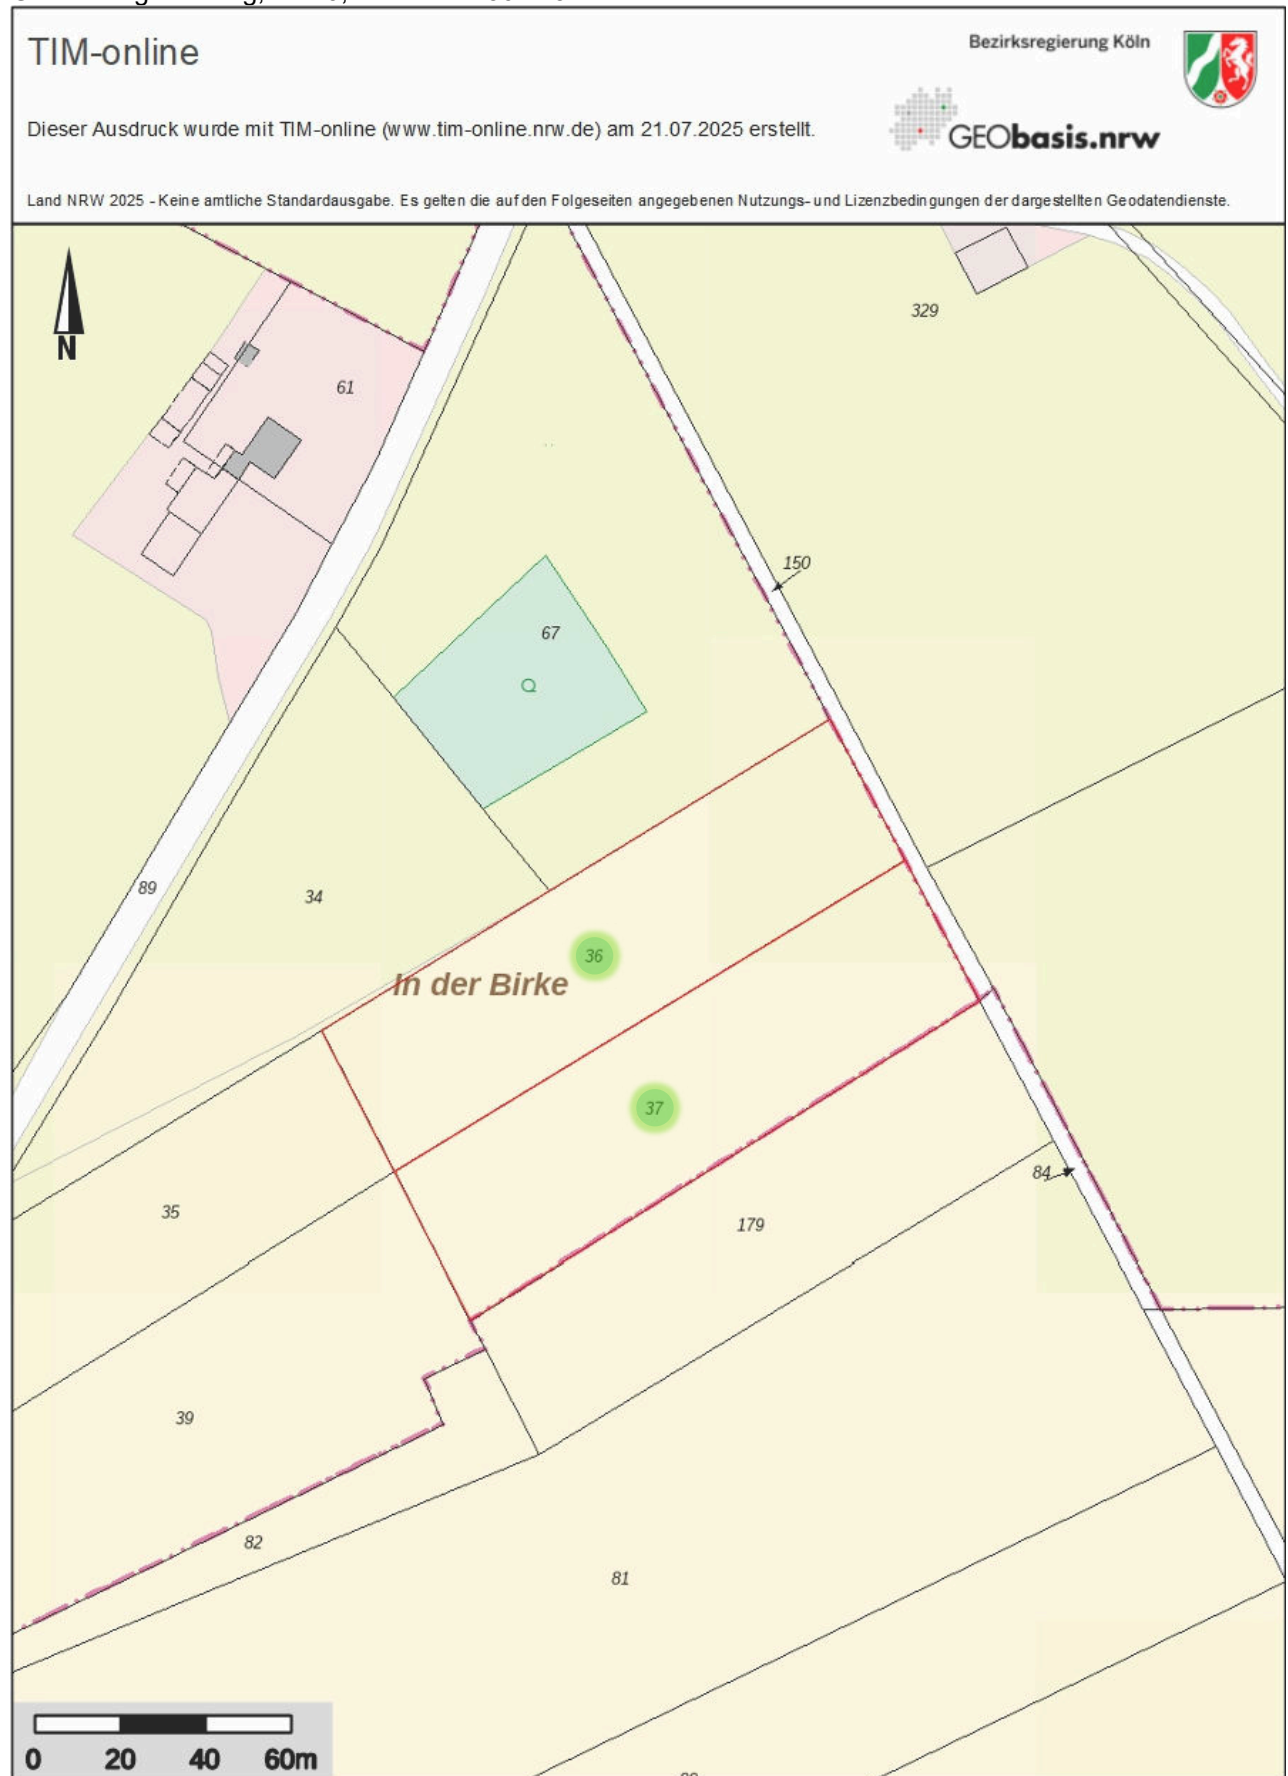 TIM-online
Bezirksregierung Köln
Dieser Ausdruck wurde mit TIM-online (www.tim-online.nrw.de) am 21.07.2025 erstellt.
GEObasis.nrw
Land NRW 2025 - Keine amtliche Standardausgabe. Es gelten die auf den Folgeseiten angegebenen Nutzungs- und Lizenzbedingungen der dargestellten Geodatendienste.
N
329
61
150
67
Q
89
34
36
In der Birke
37
84
35
179
39
82
81
0 20 40 60m